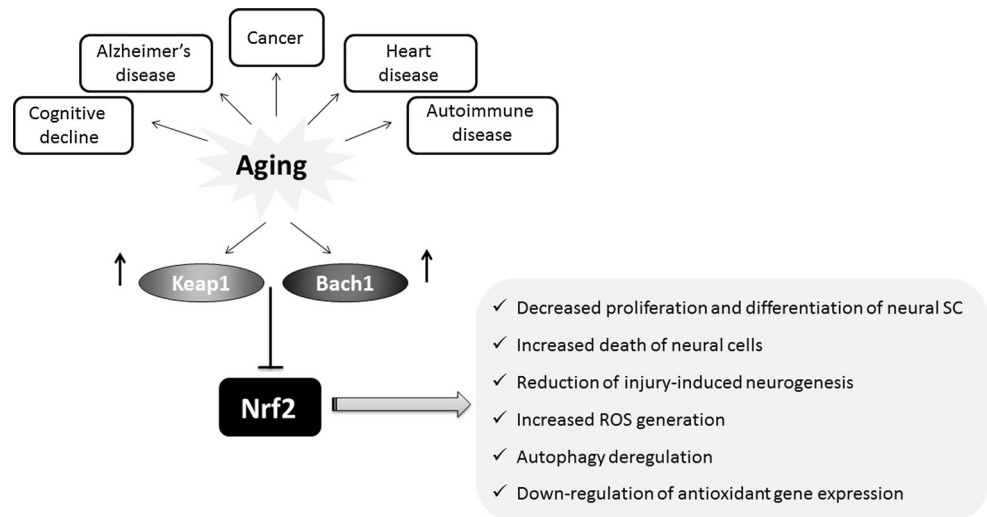 Cancer
Alzheimer's
disease
Heart
disease
Cognitive
decline
Autoimmune
disease
Aging
Keap1
Bach1
Nrf2
✓ Decreased proliferation and differentiation of neural SC
✓ Increased death of neural cells
✓ Reduction of injury-induced neurogenesis
✓ Increased ROS generation
✓ Autophagy deregulation
✓ Down-regulation of antioxidant gene expression